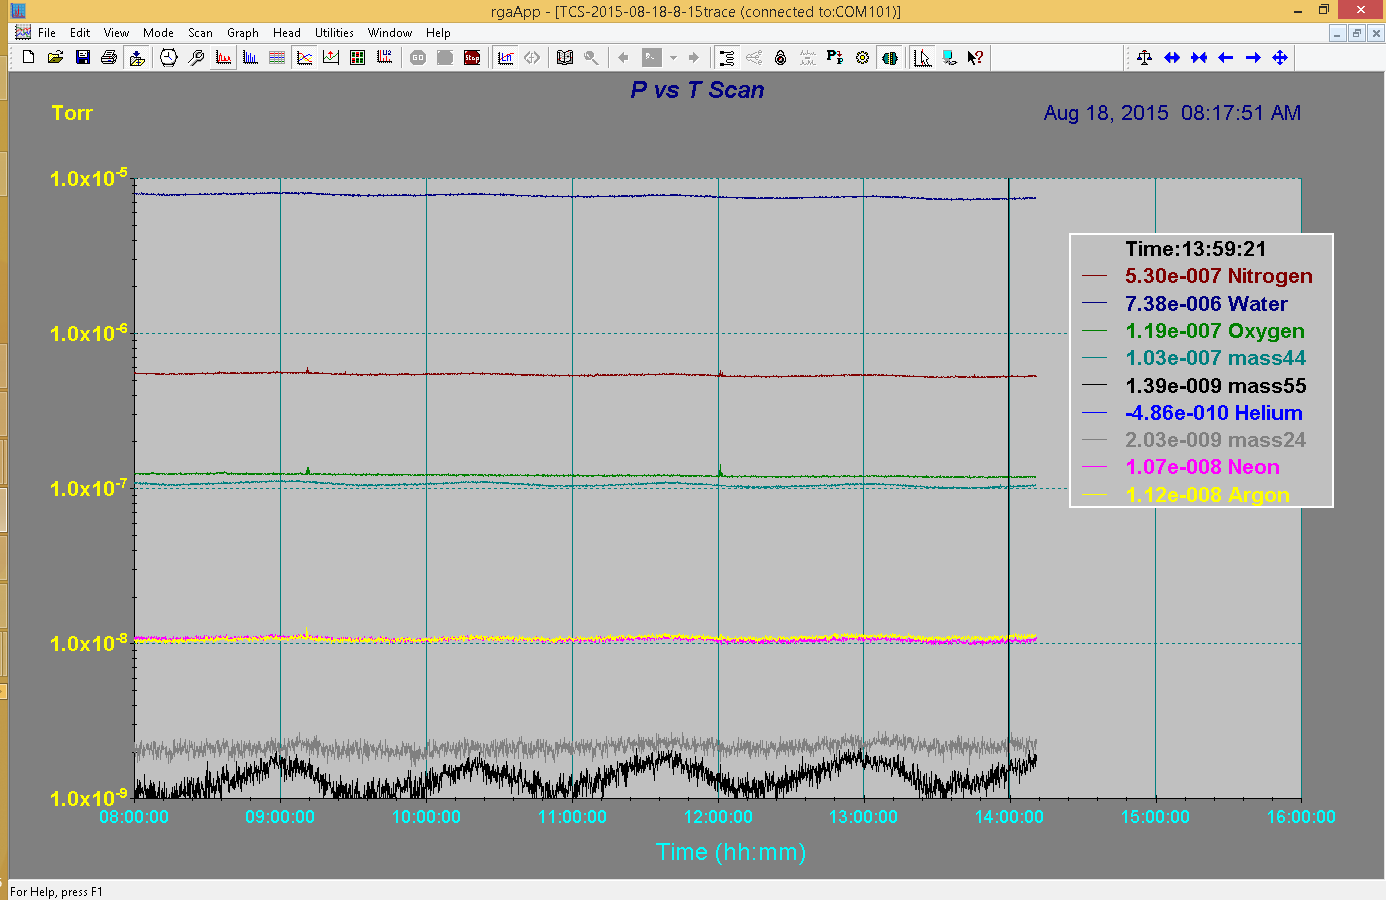 rgaApp - [TCS-2015-08-18-8-15trace (connected to:COM101)]
File Edit View Mode Scan Graph Head Utilities Window Help
GO Stop
P vs T Scan
Torr
Aug 18, 2015 08:17:51 AM
1.0x10-5
1.0x10-6
1.0x10-7
1.0x10-8
1.0x10-9
Time:13:59:21
5.30e-007 Nitrogen
7.38e-006 Water
1.19e-007 Oxygen
1.03e-007 mass44
1.39e-009 mass55
-4.86e-010 Helium
2.03e-009 mass24
1.07e-008 Neon
1.12e-008 Argon
08:00:00 09:00:00 10:00:00 11:00:00 12:00:00 13:00:00 14:00:00 15:00:00 16:00:00
Time (hh:mm)
For Help, press F1